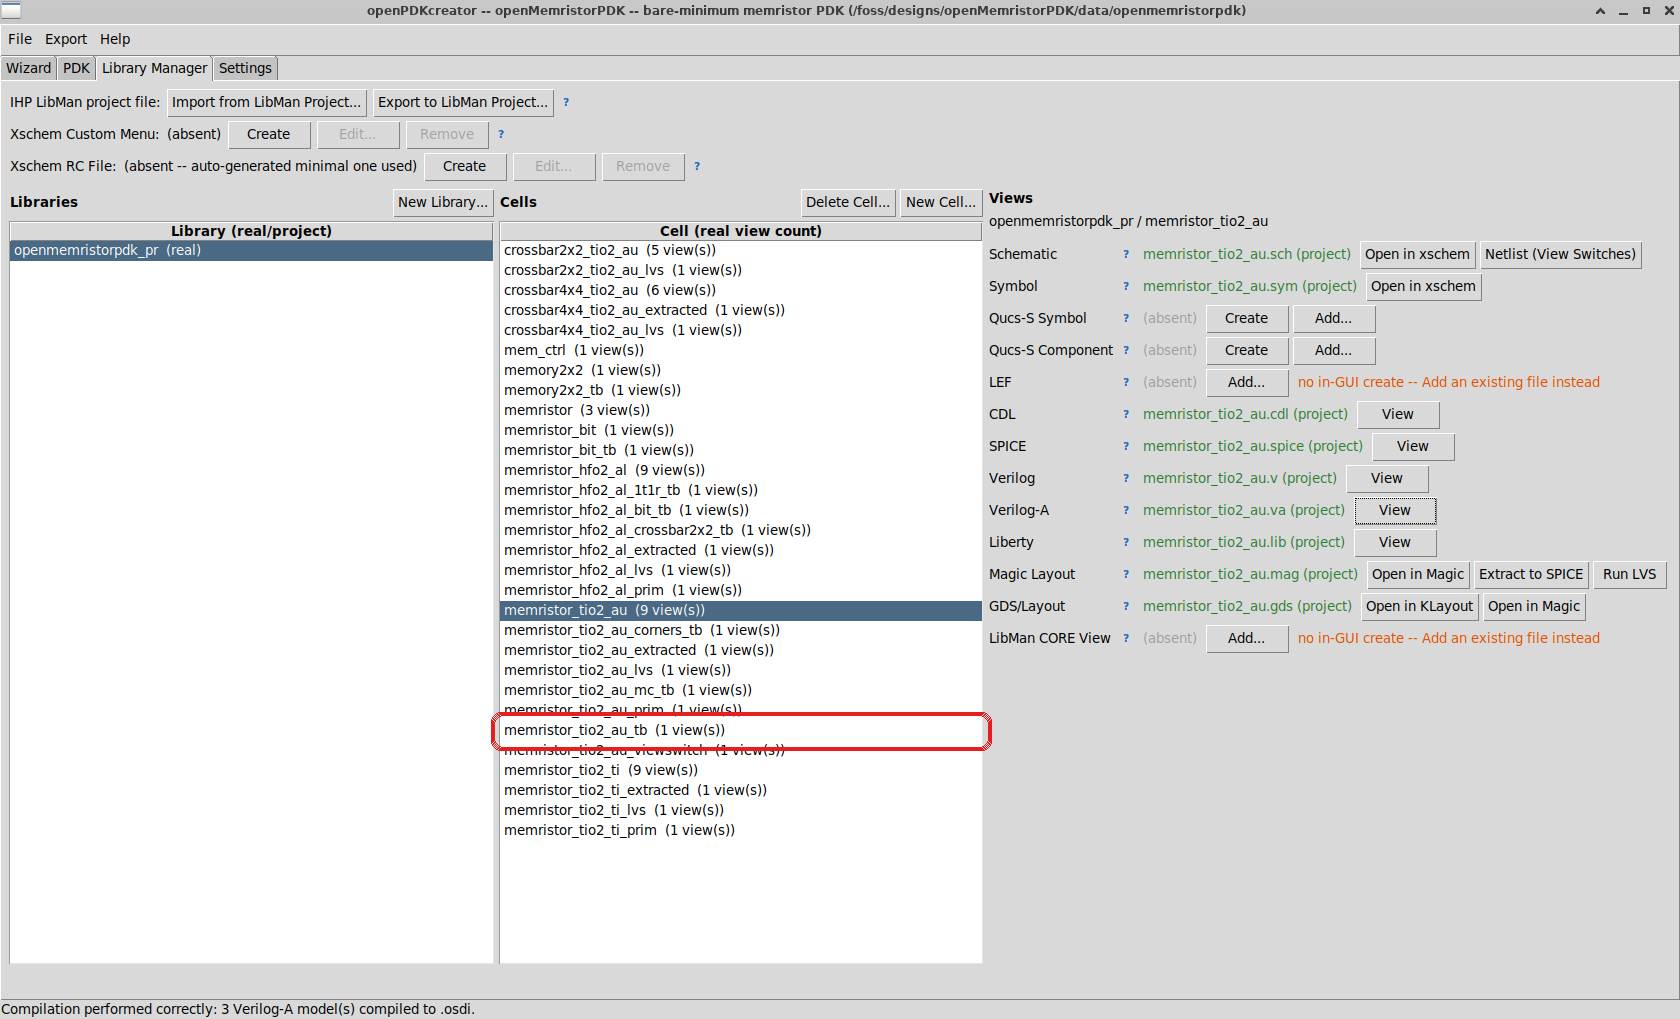 openPDKcreator -- openMemristorPDK -- bare-minimum memristor PDK (/foss/designs/openMemristorPDK/data/openmemristorpdk)
File Export Help
Wizard PDK Library Manager Settings
IHP LibMan project file: Import from LibMan Project... Export to LibMan Project... ?
Xschem Custom Menu: (absent) Create Edit... Remove ?
Xschem RC File: (absent -- auto-generated minimal one used) Create Edit... Remove ?
Libraries New Library...
Library (real/project)
openmemristorpdk_pr (real)
Cells Delete Cell... New Cell...
Cell (real view count)
crossbar2x2_tio2_au (5 view(s))
crossbar2x2_tio2_au_lvs (1 view(s))
crossbar4x4_tio2_au (6 view(s))
crossbar4x4_tio2_au_extracted (1 view(s))
crossbar4x4_tio2_au_lvs (1 view(s))
mem_ctrl (1 view(s))
memory2x2 (1 view(s))
memory2x2_tb (1 view(s))
memristor (3 view(s))
memristor_bit (1 view(s))
memristor_bit_tb (1 view(s))
memristor_hfo2_al (9 view(s))
memristor_hfo2_al_1t1r_tb (1 view(s))
memristor_hfo2_al_bit_tb (1 view(s))
memristor_hfo2_al_crossbar2x2_tb (1 view(s))
memristor_hfo2_al_extracted (1 view(s))
memristor_hfo2_al_lvs (1 view(s))
memristor_hfo2_al_prim (1 view(s))
memristor_tio2_au (9 view(s))
memristor_tio2_au_corners_tb (1 view(s))
memristor_tio2_au_extracted (1 view(s))
memristor_tio2_au_lvs (1 view(s))
memristor_tio2_au_mc_tb (1 view(s))
memristor_tio2_au_prim (1 view(s))
memristor_tio2_au_tb (1 view(s))
memristor_tio2_au_viewswitch (1 view(s))
memristor_tio2_ti (9 view(s))
memristor_tio2_ti_extracted (1 view(s))
memristor_tio2_ti_lvs (1 view(s))
memristor_tio2_ti_prim (1 view(s))
Views
openmemristorpdk_pr / memristor_tio2_au
Schematic ? memristor_tio2_au.sch (project) Open in xschem Netlist (View Switches)
Symbol ? memristor_tio2_au.sym (project) Open in xschem
Qucs-S Symbol ? (absent) Create Add...
Qucs-S Component ? (absent) Create Add...
LEF ? (absent) Add... no in-GUI create -- Add an existing file instead
CDL ? memristor_tio2_au.cdl (project) View
SPICE ? memristor_tio2_au.spice (project) View
Verilog ? memristor_tio2_au.v (project) View
Verilog-A ? memristor_tio2_au.va (project) View
Liberty ? memristor_tio2_au.lib (project) View
Magic Layout ? memristor_tio2_au.mag (project) Open in Magic Extract to SPICE Run LVS
GDS/Layout ? memristor_tio2_au.gds (project) Open in KLayout Open in Magic
LibMan CORE View ? (absent) Add... no in-GUI create -- Add an existing file instead
Compilation performed correctly: 3 Verilog-A model(s) compiled to .osdi.